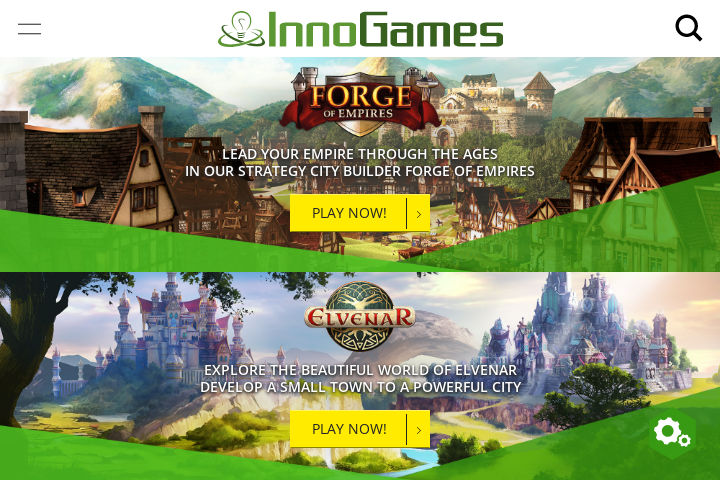 InnoGames
FORGE
OF EMPIRES
LEAD YOUR EMPIRE THROUGH THE AGES
IN OUR STRATEGY CITY BUILDER FORGE OF EMPIRES
PLAY NOW!
ELVENAR
EXPLORE THE BEAUTIFUL WORLD OF ELVENAR
DEVELOP A SMALL TOWN TO A POWERFUL CITY
PLAY NOW!